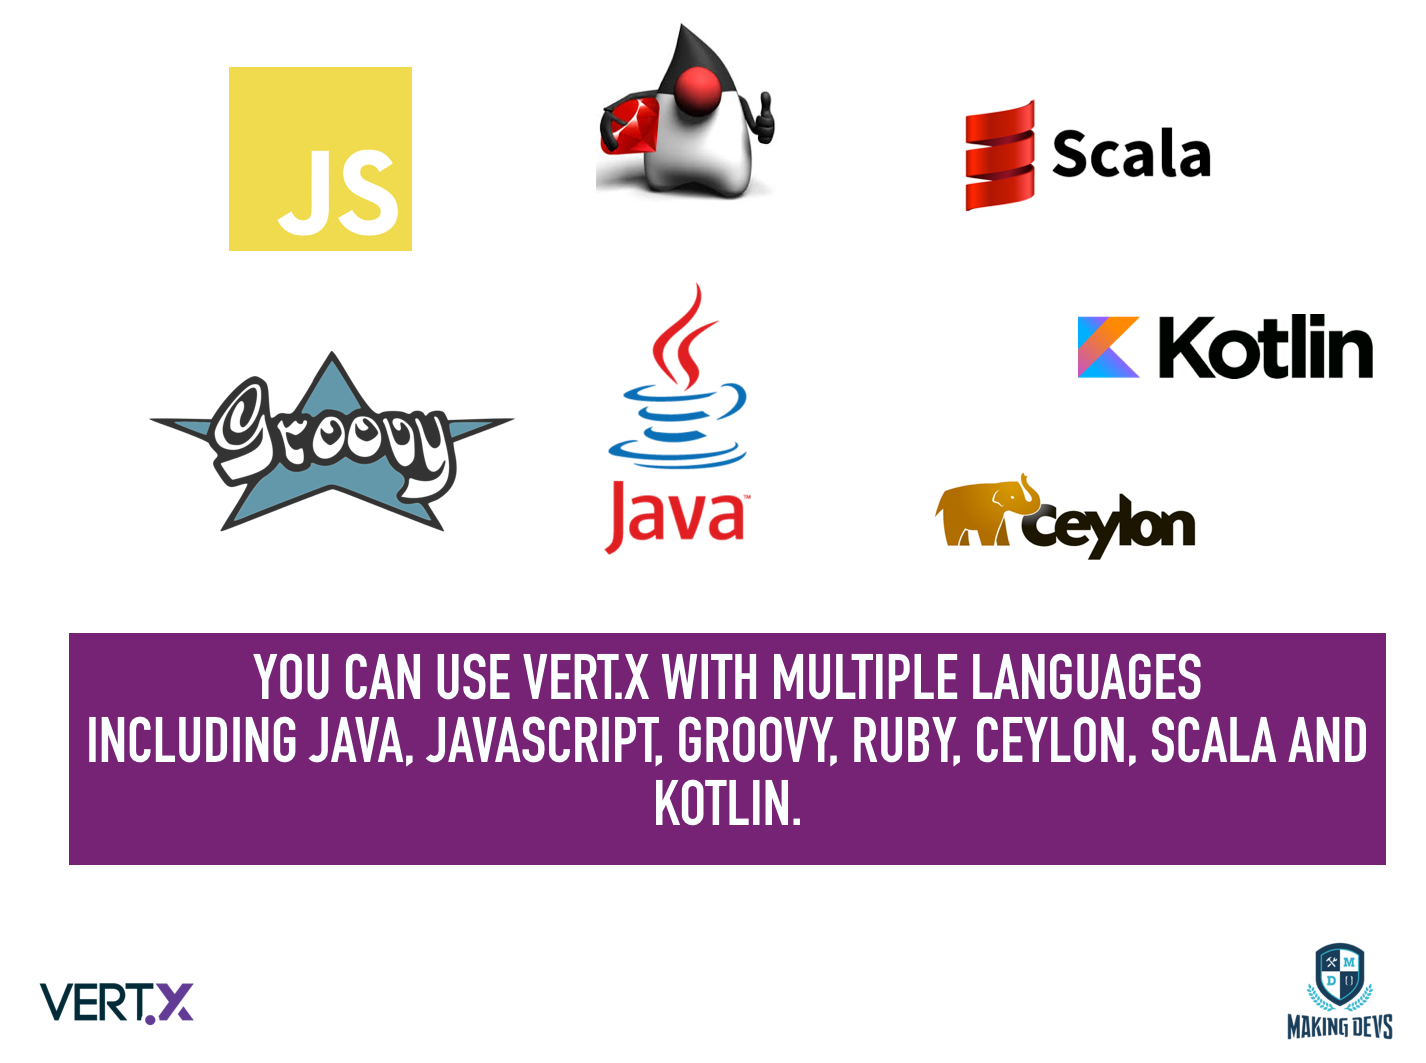 JS
Scala
Kotlin
Groovy
Java™
Ceylon
YOU CAN USE VERT.X WITH MULTIPLE LANGUAGES
INCLUDING JAVA, JAVASCRIPT, GROOVY, RUBY, CEYLON, SCALA AND
KOTLIN.
VERT.X
M
D {}
MAKING DEVS